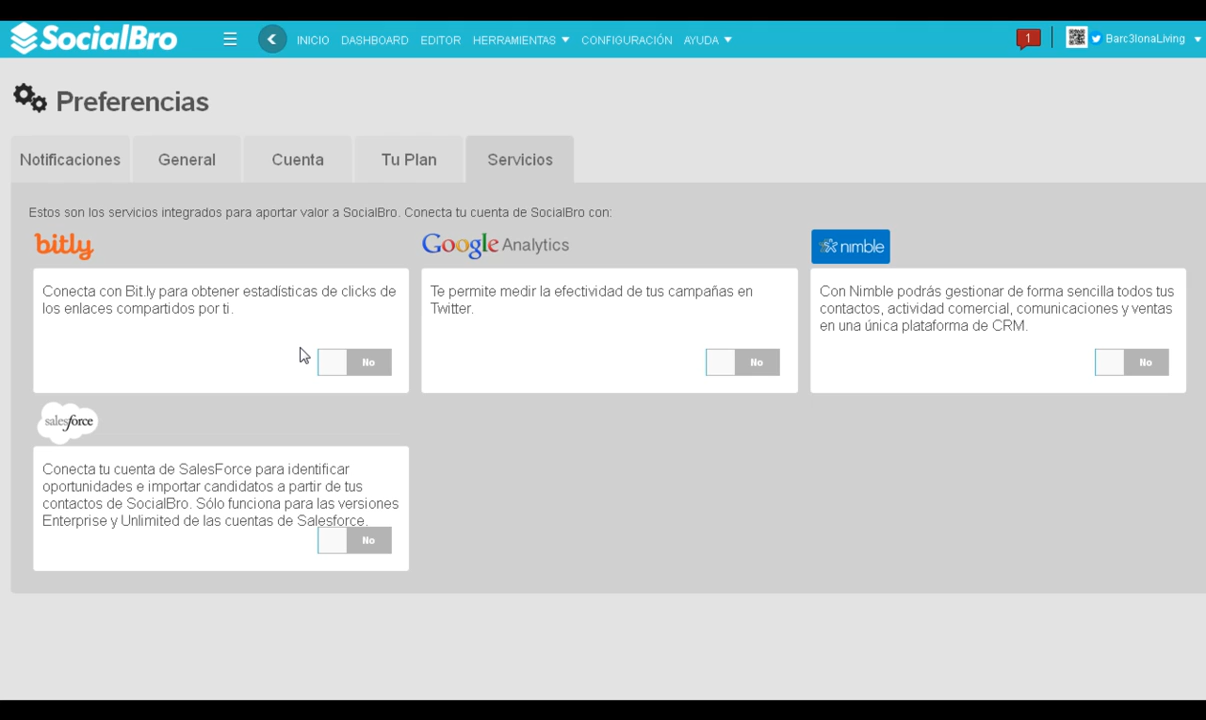 SocialBro INICIO DASHBOARD EDITOR HERRAMIENTAS CONFIGURACIÓN AYUDA 1 Barc3lonaLiving
Preferencias
Notificaciones General Cuenta Tu Plan Servicios
Estos son los servicios integrados para aportar valor a SocialBro. Conecta tu cuenta de SocialBro con:
bitly
Conecta con Bit.ly para obtener estadísticas de clicks de
los enlaces compartidos por ti.
No
Google Analytics
Te permite medir la efectividad de tus campañas en
Twitter.
No
nimble
Con Nimble podrás gestionar de forma sencilla todos tus
contactos, actividad comercial, comunicaciones y ventas
en una única plataforma de CRM.
No
salesforce
Conecta tu cuenta de SalesForce para identificar
oportunidades e importar candidatos a partir de tus
contactos de SocialBro. Sólo funciona para las versiones
Enterprise y Unlimited de las cuentas de Salesforce.
No